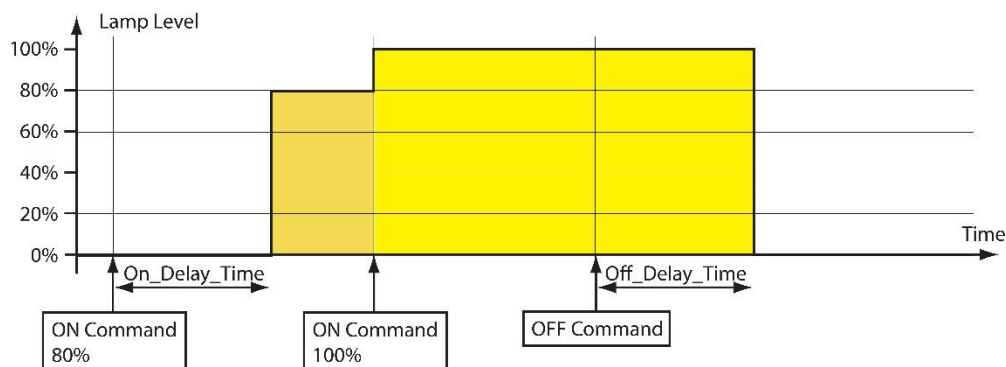 Lamp Level
100%
80%
60%
40%
20%
0%
Time
On_Delay_Time
Off_Delay_Time
ON Command
80%
ON Command
100%
OFF Command